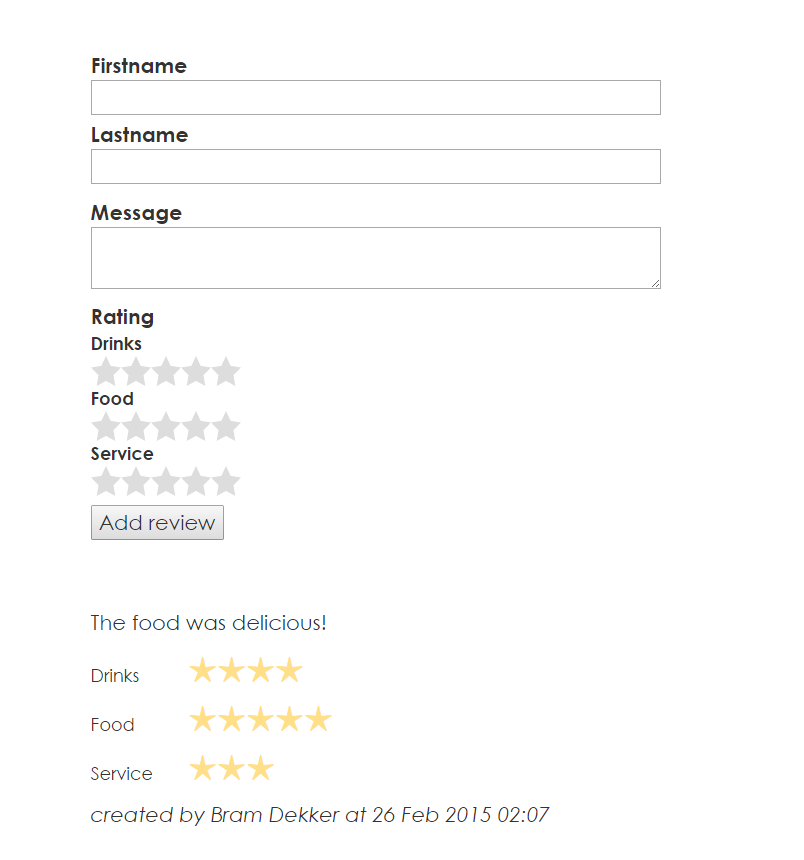 Firstname
Lastname
Message
Rating
Drinks
Food
Service
Add review
The food was delicious!
Drinks
Food
Service
created by Bram Dekker at 26 Feb 2015 02:07